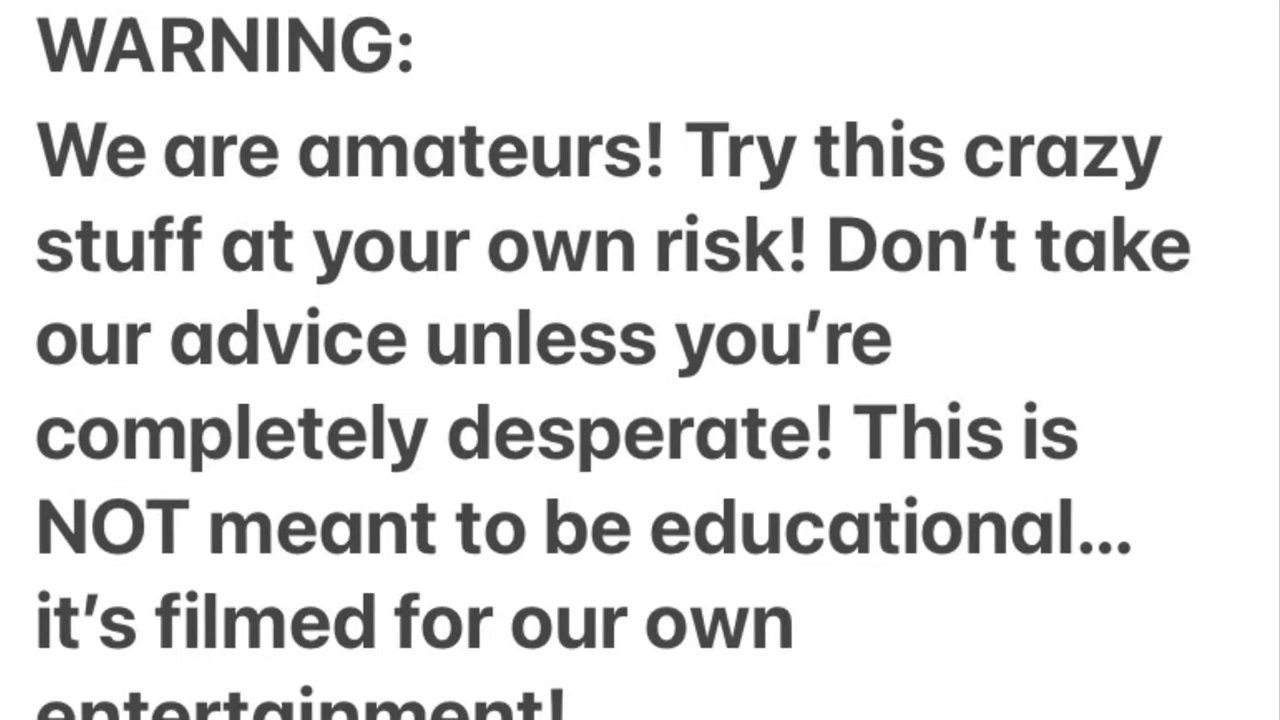 WARNING:
We are amateurs! Try this crazy
stuff at your own risk! Don’t take
our advice unless you’re
completely desperate! This is
NOT meant to be educational...
it’s filmed for our own
entertainment!